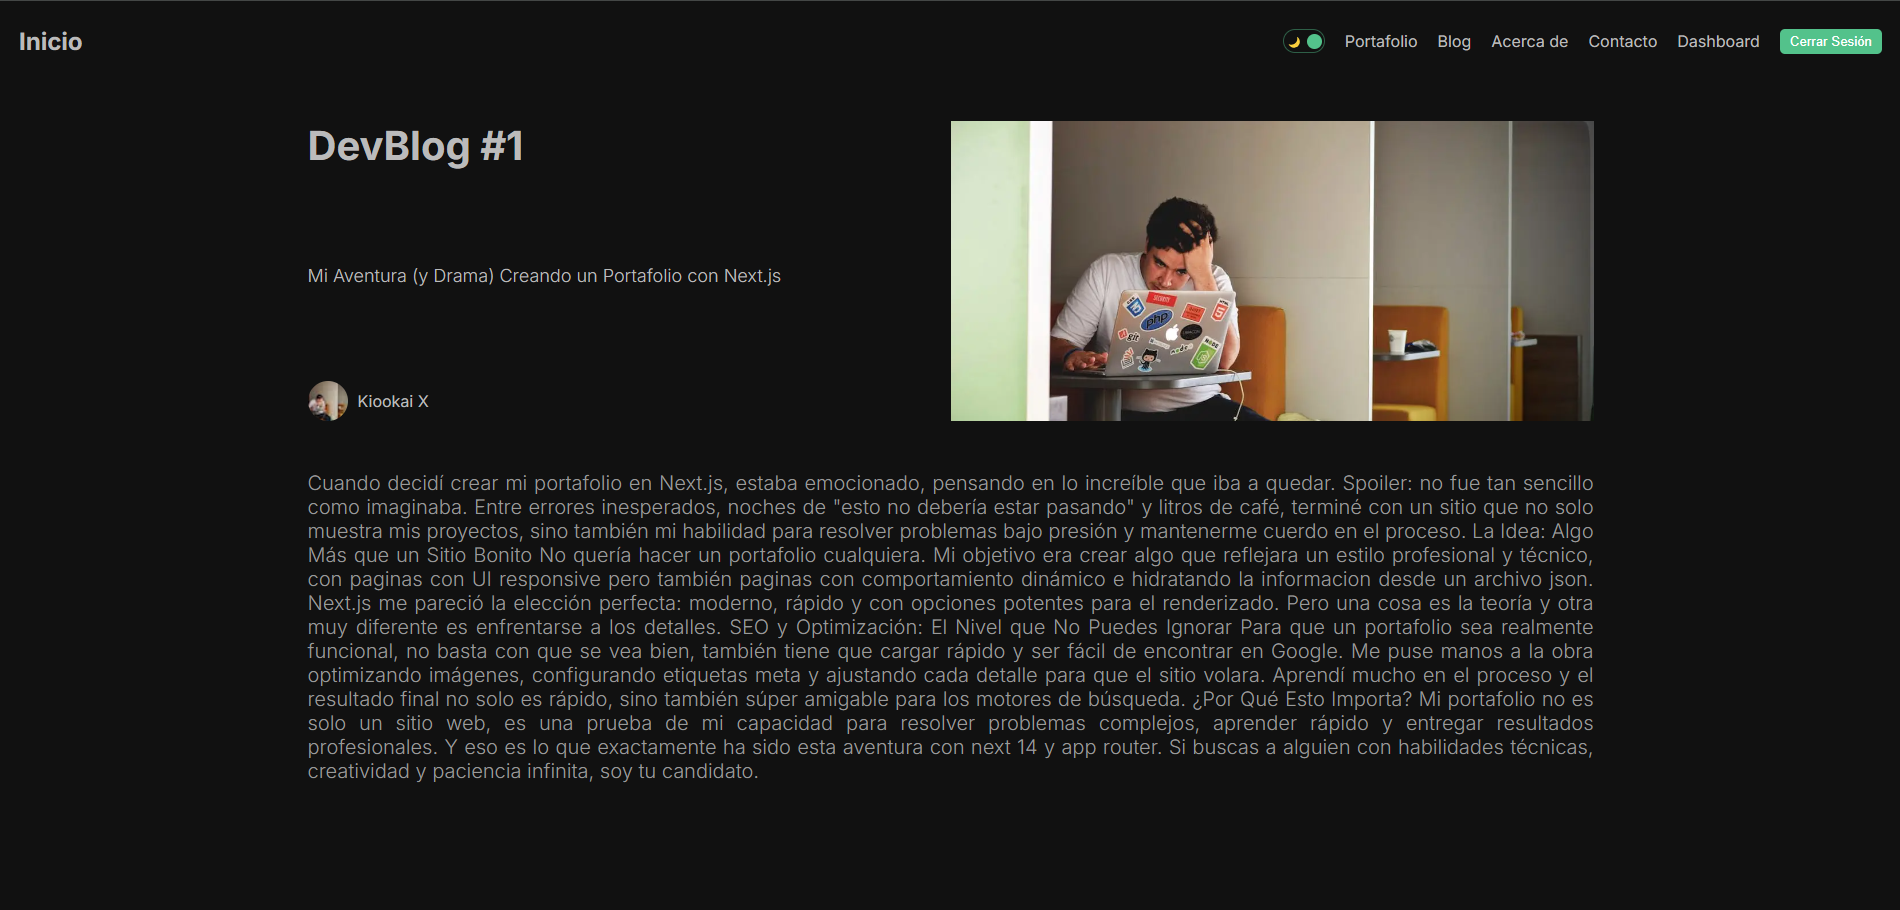 Inicio
Portafolio Blog Acerca de Contacto Dashboard Cerrar Sesión
DevBlog #1
Mi Aventura (y Drama) Creando un Portafolio con Next.js
CSS
SECURITY
HTML
php
git
node
NODE
Kiookai X
Cuando decidí crear mi portafolio en Next.js, estaba emocionado, pensando en lo increíble que iba a quedar. Spoiler: no fue tan sencillo
como imaginaba. Entre errores inesperados, noches de "esto no debería estar pasando" y litros de café, terminé con un sitio que no solo
muestra mis proyectos, sino también mi habilidad para resolver problemas bajo presión y mantenerme cuerdo en el proceso. La Idea: Algo
Más que un Sitio Bonito No quería hacer un portafolio cualquiera. Mi objetivo era crear algo que reflejara un estilo profesional y técnico,
con paginas con UI responsive pero también paginas con comportamiento dinámico e hidratando la informacion desde un archivo json.
Next.js me pareció la elección perfecta: moderno, rápido y con opciones potentes para el renderizado. Pero una cosa es la teoría y otra
muy diferente es enfrentarse a los detalles. SEO y Optimización: El Nivel que No Puedes Ignorar Para que un portafolio sea realmente
funcional, no basta con que se vea bien, también tiene que cargar rápido y ser fácil de encontrar en Google. Me puse manos a la obra
optimizando imágenes, configurando etiquetas meta y ajustando cada detalle para que el sitio volara. Aprendí mucho en el proceso y el
resultado final no solo es rápido, sino también súper amigable para los motores de búsqueda. ¿Por Qué Esto Importa? Mi portafolio no es
solo un sitio web, es una prueba de mi capacidad para resolver problemas complejos, aprender rápido y entregar resultados
profesionales. Y eso es lo que exactamente ha sido esta aventura con next 14 y app router. Si buscas a alguien con habilidades técnicas,
creatividad y paciencia infinita, soy tu candidato.